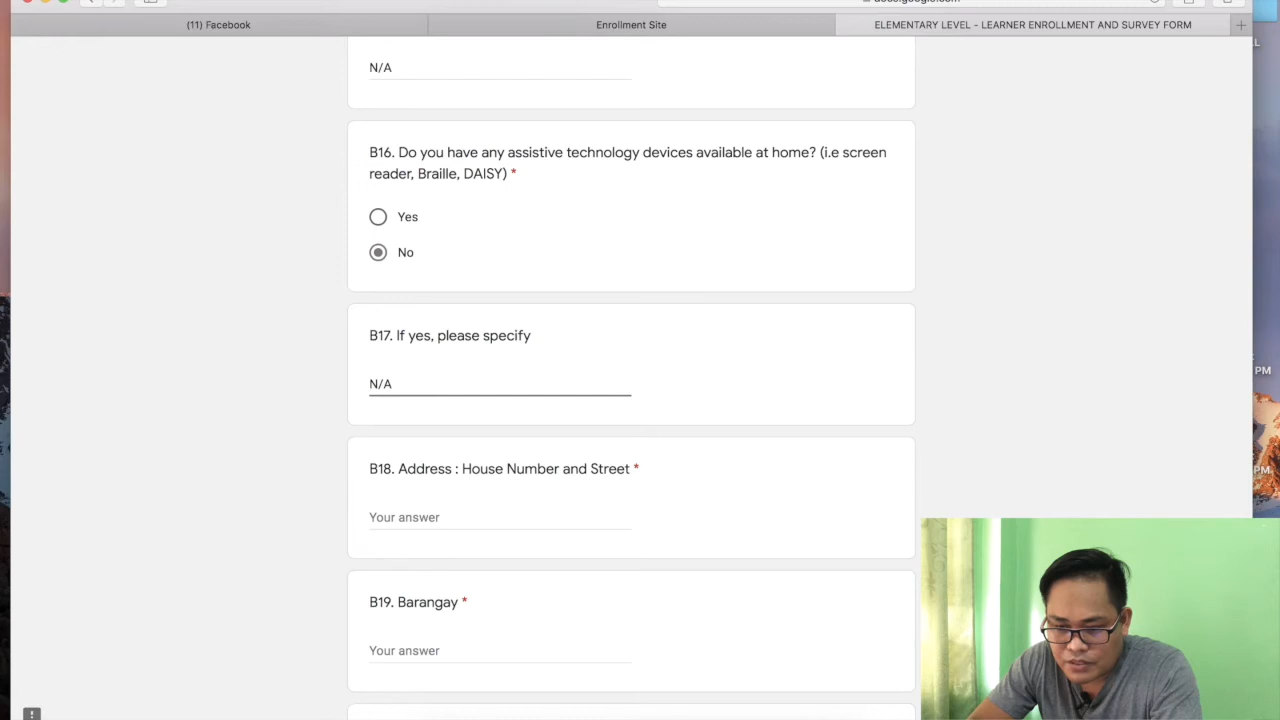 (11) Facebook
Enrollment Site
ELEMENTARY LEVEL - LEARNER ENROLLMENT AND SURVEY FORM
N/A
B16. Do you have any assistive technology devices available at home? (i.e screen
reader, Braille, DAISY) *
Yes
No
B17. If yes, please specify
N/A
B18. Address : House Number and Street *
Your answer
B19. Barangay *
Your answer
PM
PM